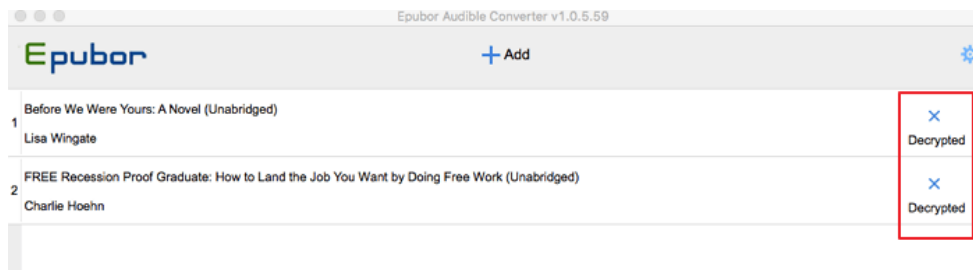 Epubor Audible Converter v1.0.5.59
Epubor
Add
1
Before We Were Yours: A Novel (Unabridged)
Lisa Wingate
Decrypted
2
FREE Recession Proof Graduate: How to Land the Job You Want by Doing Free Work (Unabridged)
Charlie Hoehn
Decrypted